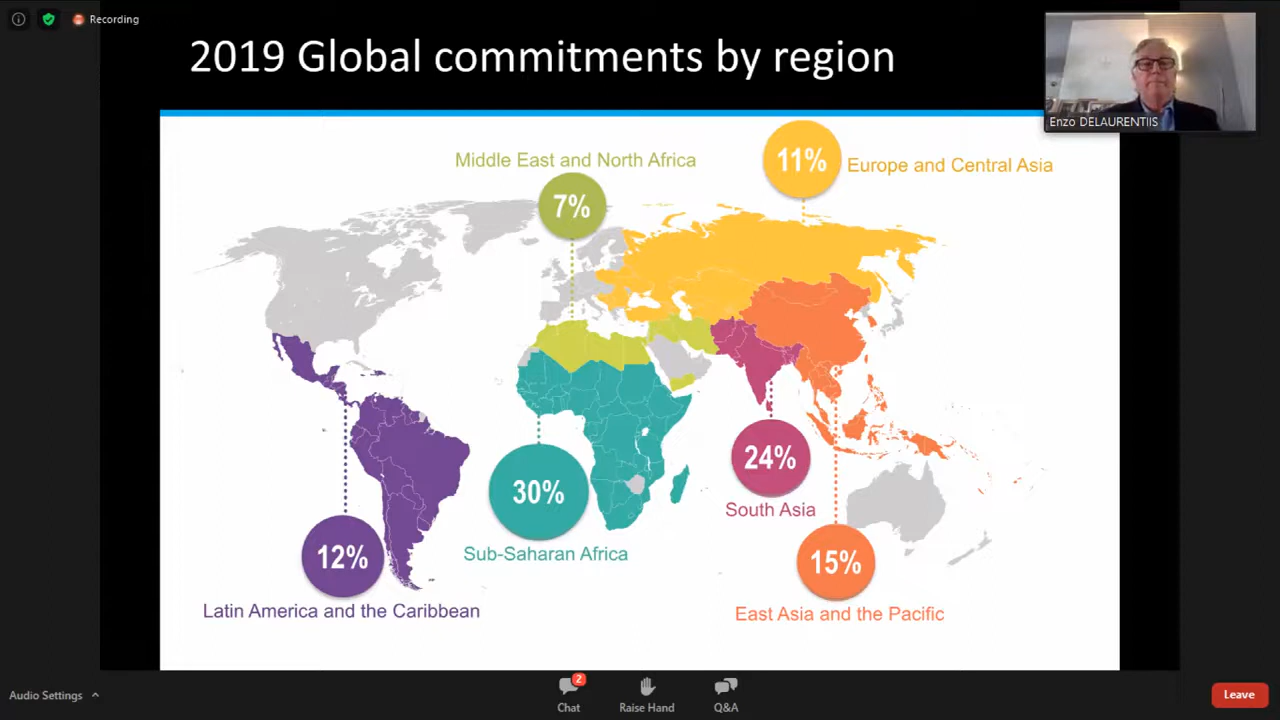 Recording
2019 Global commitments by region
Enzo DELAURENTIIS
Middle East and North Africa
7%
11%
Europe and Central Asia
30%
Sub-Saharan Africa
24%
South Asia
12%
Latin America and the Caribbean
15%
East Asia and the Pacific
Audio Settings
2
Chat
Raise Hand
Q&A
Leave